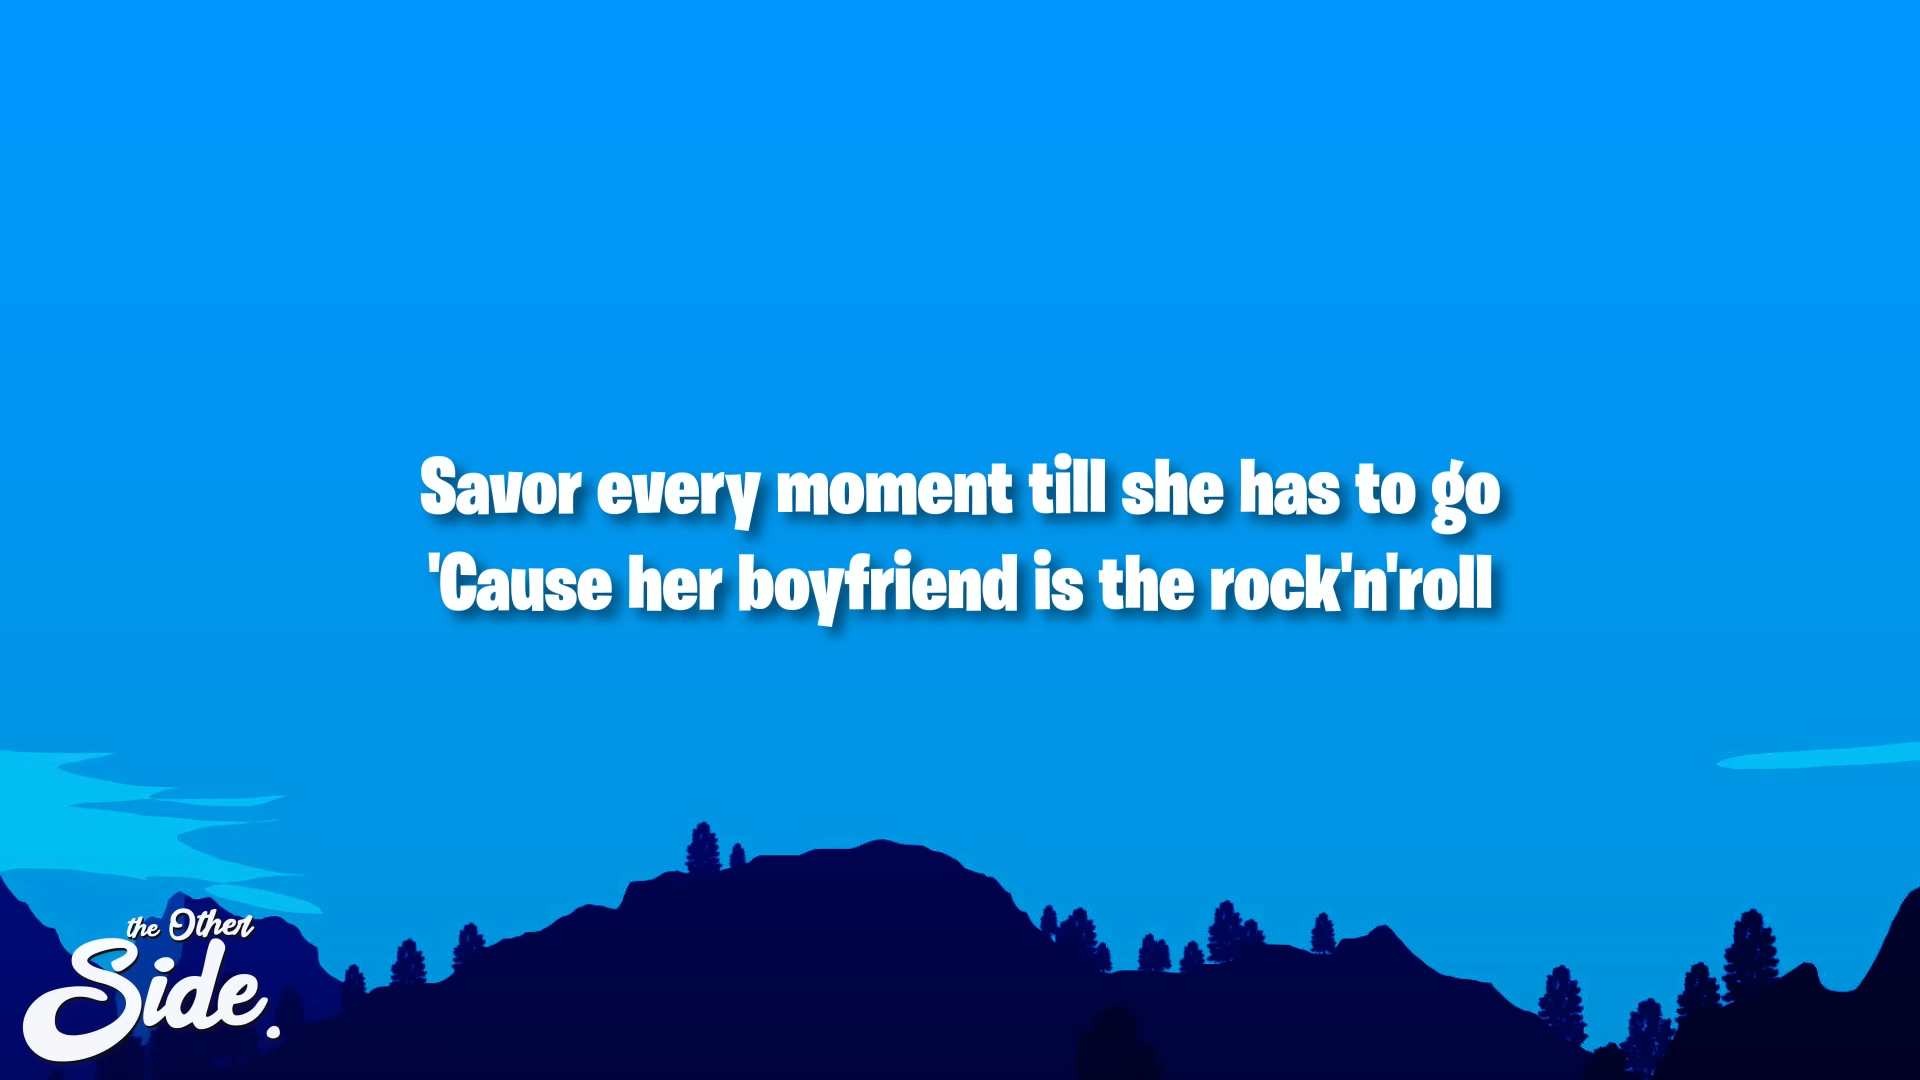 Savor every moment till she has to go
'Cause her boyfriend is the rock'n'roll
the Other
Side.